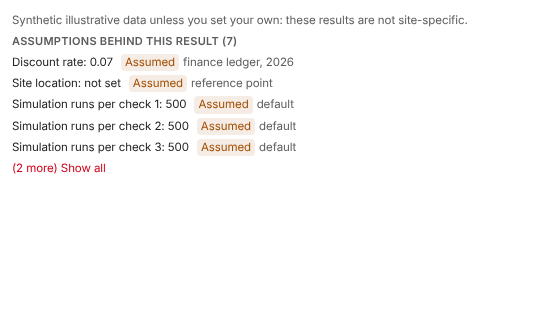 Synthetic illustrative data unless you set your own: these results are not site-specific.
ASSUMPTIONS BEHIND THIS RESULT (7)
Discount rate: 0.07 Assumed finance ledger, 2026
Site location: not set Assumed reference point
Simulation runs per check 1: 500 Assumed default
Simulation runs per check 2: 500 Assumed default
Simulation runs per check 3: 500 Assumed default
(2 more) Show all